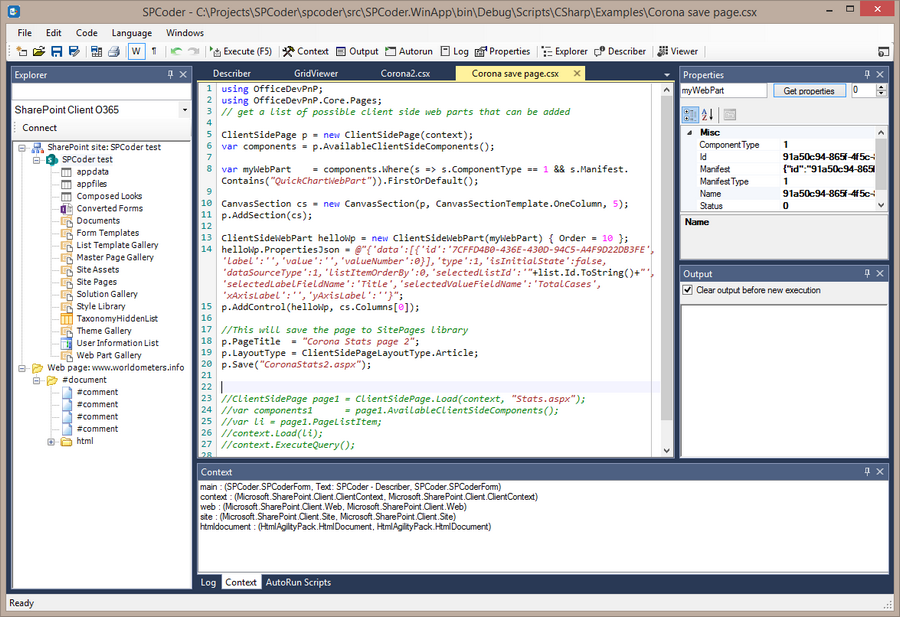 SPCoder - C:\Projects\SPCoder\spcoder\src\SPCoder.WinApp\bin\Debug\Scripts\CSharp\Examples\Corona save page.csx
File Edit Code Language Windows
W ¶ Execute (F5) Context Output Autorun Log Properties Explorer Describer Viewer
Explorer
SharePoint Client O365
Connect
SharePoint site: SPCoder test
SPCoder test
appdata
appfiles
Composed Looks
Converted Forms
Documents
Form Templates
List Template Gallery
Master Page Gallery
Site Assets
Site Pages
Solution Gallery
Style Library
TaxonomyHiddenList
Theme Gallery
User Information List
Web Part Gallery
Web page: www.worldometers.info
#document
#comment
#comment
#comment
#comment
html
Describer GridViewer Corona2.csx Corona save page.csx
1 using OfficeDevPnP;
2 using OfficeDevPnP.Core.Pages;
3 // get a list of possible client side web parts that can be added
4
5 ClientSidePage p = new ClientSidePage(context);
6 var components = p.AvailableClientSideComponents();
7
8 var myWebPart    = components.Where(s => s.ComponentType == 1 && s.Manifest.
Contains("QuickChartWebPart")).FirstOrDefault();
9
10 CanvasSection cs = new CanvasSection(p, CanvasSectionTemplate.OneColumn, 5);
11 p.AddSection(cs);
12
13 ClientSideWebPart helloWp = new ClientSideWebPart(myWebPart) { Order = 10 };
14 helloWp.PropertiesJson = @"{'data':[{'id':'7CFFD4B0-436E-430D-94C5-A4F9D22DB3FE',
'label':'','value':'','valueNumber':0}],'type':1,'isInitialState':false,
'dataSourceType':1,'listItemOrderBy':0,'selectedListId':'"+list.Id.ToString()+"',
'selectedLabelFieldName':'Title','selectedValueFieldName':'TotalCases',
'xAxisLabel':'','yAxisLabel':''}";
15 p.AddControl(helloWp, cs.Columns[0]);
16
17 //This will save the page to SitePages library
18 p.PageTitle  = "Corona Stats page 2";
19 p.LayoutType = ClientSidePageLayoutType.Article;
20 p.Save("CoronaStats2.aspx");
21
22
23 //ClientSidePage page1 = ClientSidePage.Load(context, "Stats.aspx");
24 //var components1      = page1.AvailableClientSideComponents();
25 //var li = page1.PageListItem;
26 //context.Load(li);
27 //context.ExecuteQuery();
28
Properties
myWebPart Get properties 0
Misc
ComponentType 1
Id 91a50c94-865f-4f5c-
Manifest {"id":"91a50c94-865f
ManifestType 1
Name 91a50c94-865f-4f5c-
Status 0
Name
Output
Clear output before new execution
Context
main : (SPCoder.SPCoderForm, Text: SPCoder - Describer, SPCoder.SPCoderForm)
context : (Microsoft.SharePoint.Client.ClientContext, Microsoft.SharePoint.Client.ClientContext)
web : (Microsoft.SharePoint.Client.Web, Microsoft.SharePoint.Client.Web)
site : (Microsoft.SharePoint.Client.Site, Microsoft.SharePoint.Client.Site)
htmldocument : (HtmlAgilityPack.HtmlDocument, HtmlAgilityPack.HtmlDocument)
Log Context AutoRun Scripts
Ready